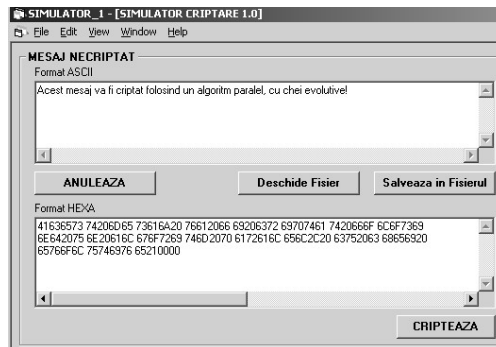 SIMULATOR_1 - [SIMULATOR CRIPTARE 1.0]
File Edit View Window Help
MESAJ NECRIPTAT
Format ASCII
Acest mesaj va fi criptat folosind un algoritm paralel, cu chei evolutive!
ANULEAZA Deschide Fisier Salveaza in Fisierul
Format HEXA
41636573 74206D65 73616A20 76612066 69206372 69707461 7420666F 6C6F7369
6E642075 6E20616C 676F7269 746D2070 6172616C 656C2C20 63752063 68656920
65766F6C 75746976 65210000
CRIPTEAZA